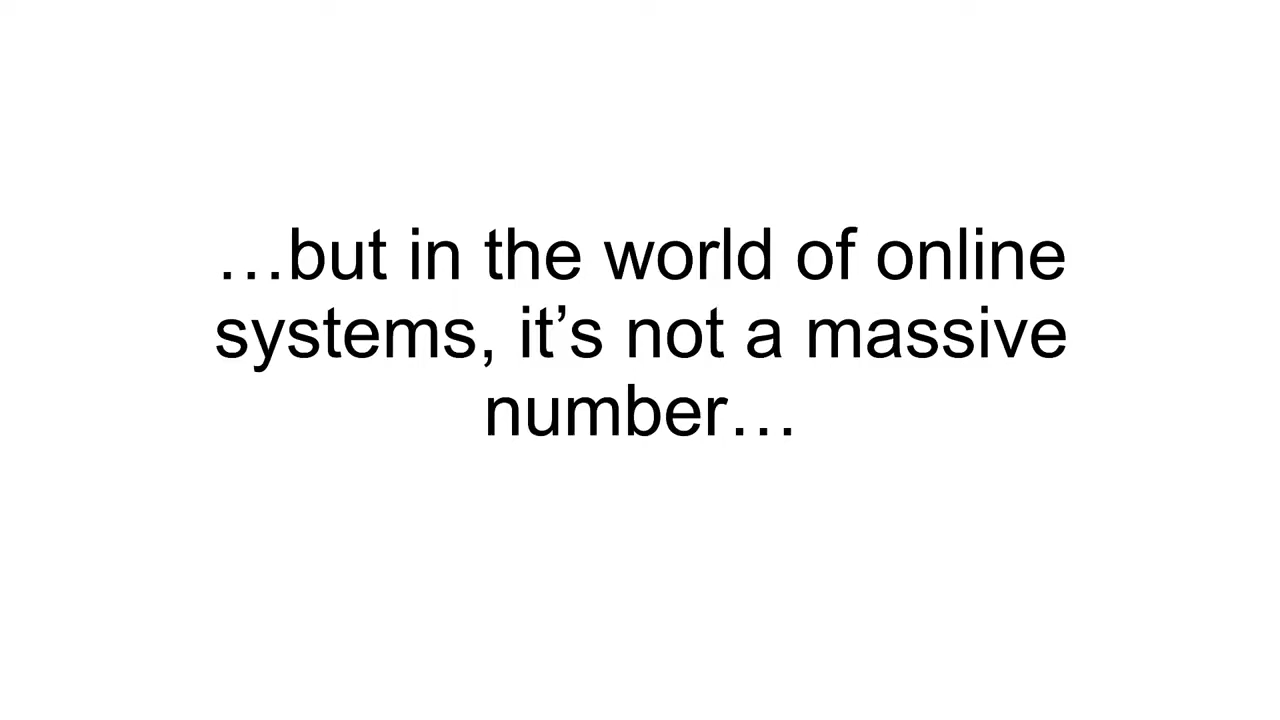 …but in the world of online
systems, it’s not a massive
number…